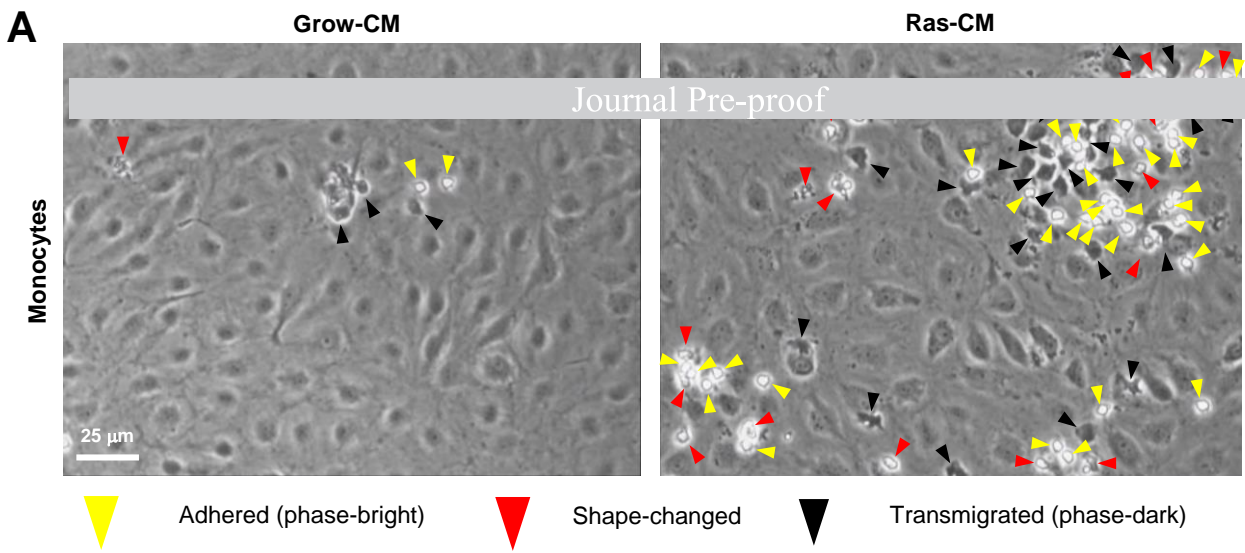 A
Grow-CM
Ras-CM
Journal Pre-proof
Monocytes
25 μm
Adhered (phase-bright)
Shape-changed
Transmigrated (phase-dark)